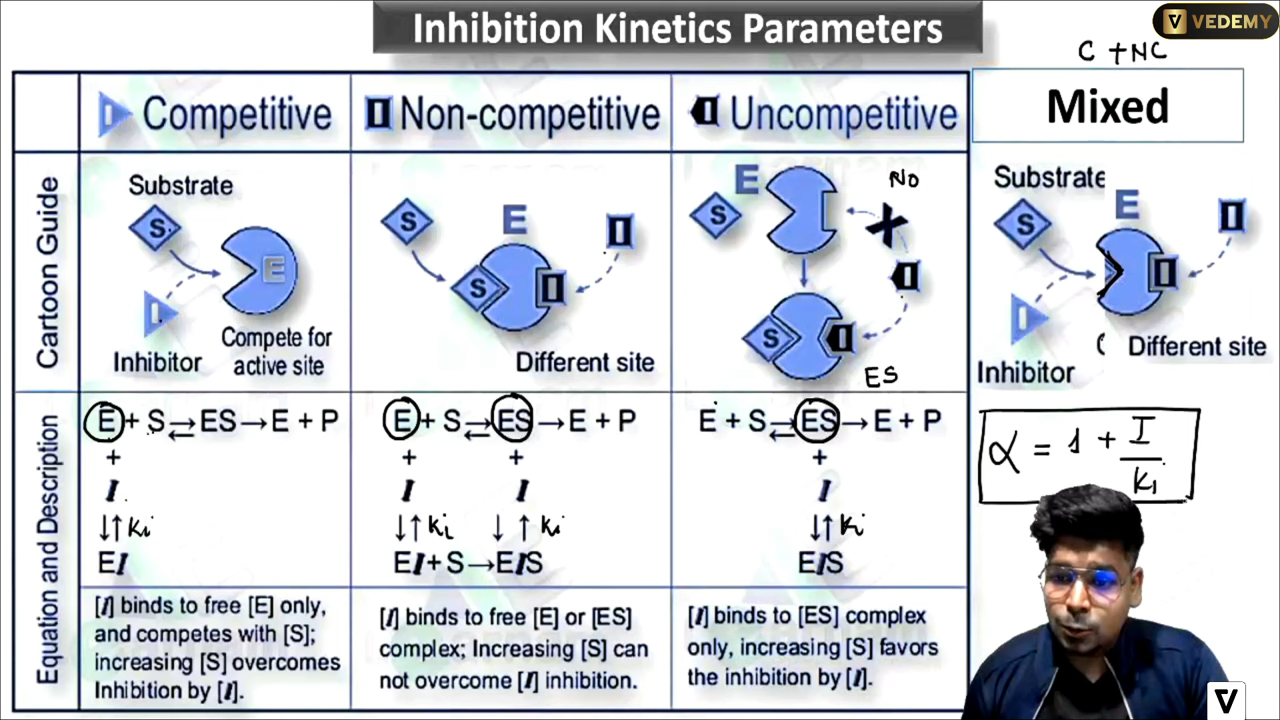 Inhibition Kinetics Parameters
V VEDEMY
C + NC
Competitive
Non-competitive
Uncompetitive
Mixed
Cartoon Guide
Substrate
S
E
I
Inhibitor
Compete for
active site
S
E
I
S
I
Different site
E
S
NO
I
S
I
ES
Substrate
S
E
I
I
I
Inhibitor
Different site
Equation and Description
E + S ⇌ ES → E + P
+
I
↓↑ Ki
EI
E + S ⇌ ES → E + P
+ +
I I
↓↑ Ki ↓ ↑ Ki
EI + S → EIS
E + S ⇌ ES → E + P
+
I
↓↑ Ki
EIS
α = 1 + I / Ki
[I] binds to free [E] only,
and competes with [S];
increasing [S] overcomes
Inhibition by [I].
[I] binds to free [E] or [ES]
complex; Increasing [S] can
not overcome [I] inhibition.
[I] binds to [ES] complex
only, increasing [S] favors
the inhibition by [I].
V